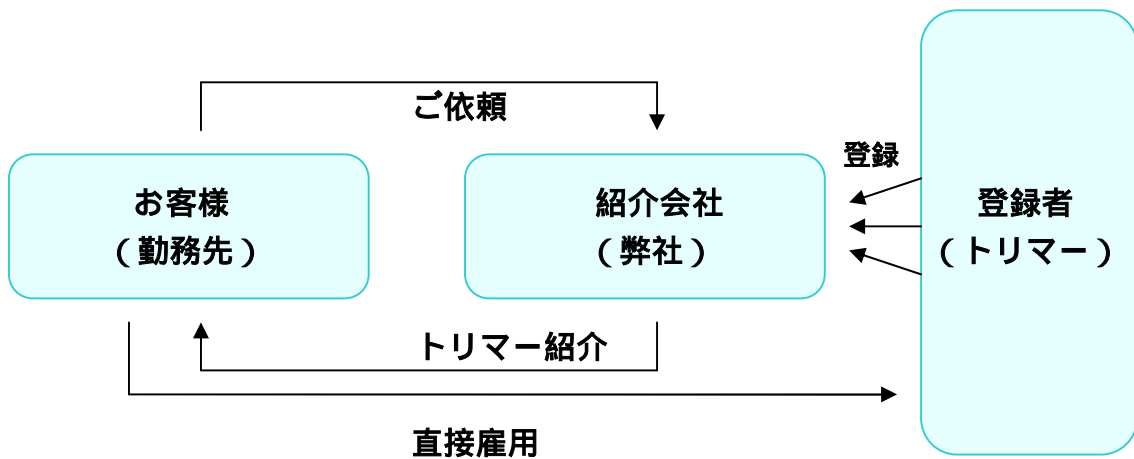 ご依頼
登録
お客様
（勤務先）
紹介会社
（弊社）
登録者
（トリマー）
トリマー紹介
直接雇用